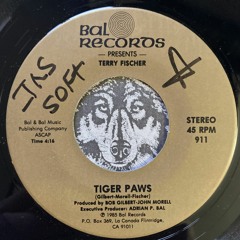 Bal
RECORDS
PRESENTS
TERRY FISCHER
Bal & Bal Music
Publishing Company
ASCAP
Time 4:16
STEREO
45 RPM
911
TIGER PAWS
(Gilbert-Morell-Fischer)
Produced by BOB GILBERT-JOHN MORELL
Executive Producer: ADRIAN P. BAL
℗ 1985 Bal Records
P.O. Box 369, La Canada Flintridge,
CA 91011
SOFT